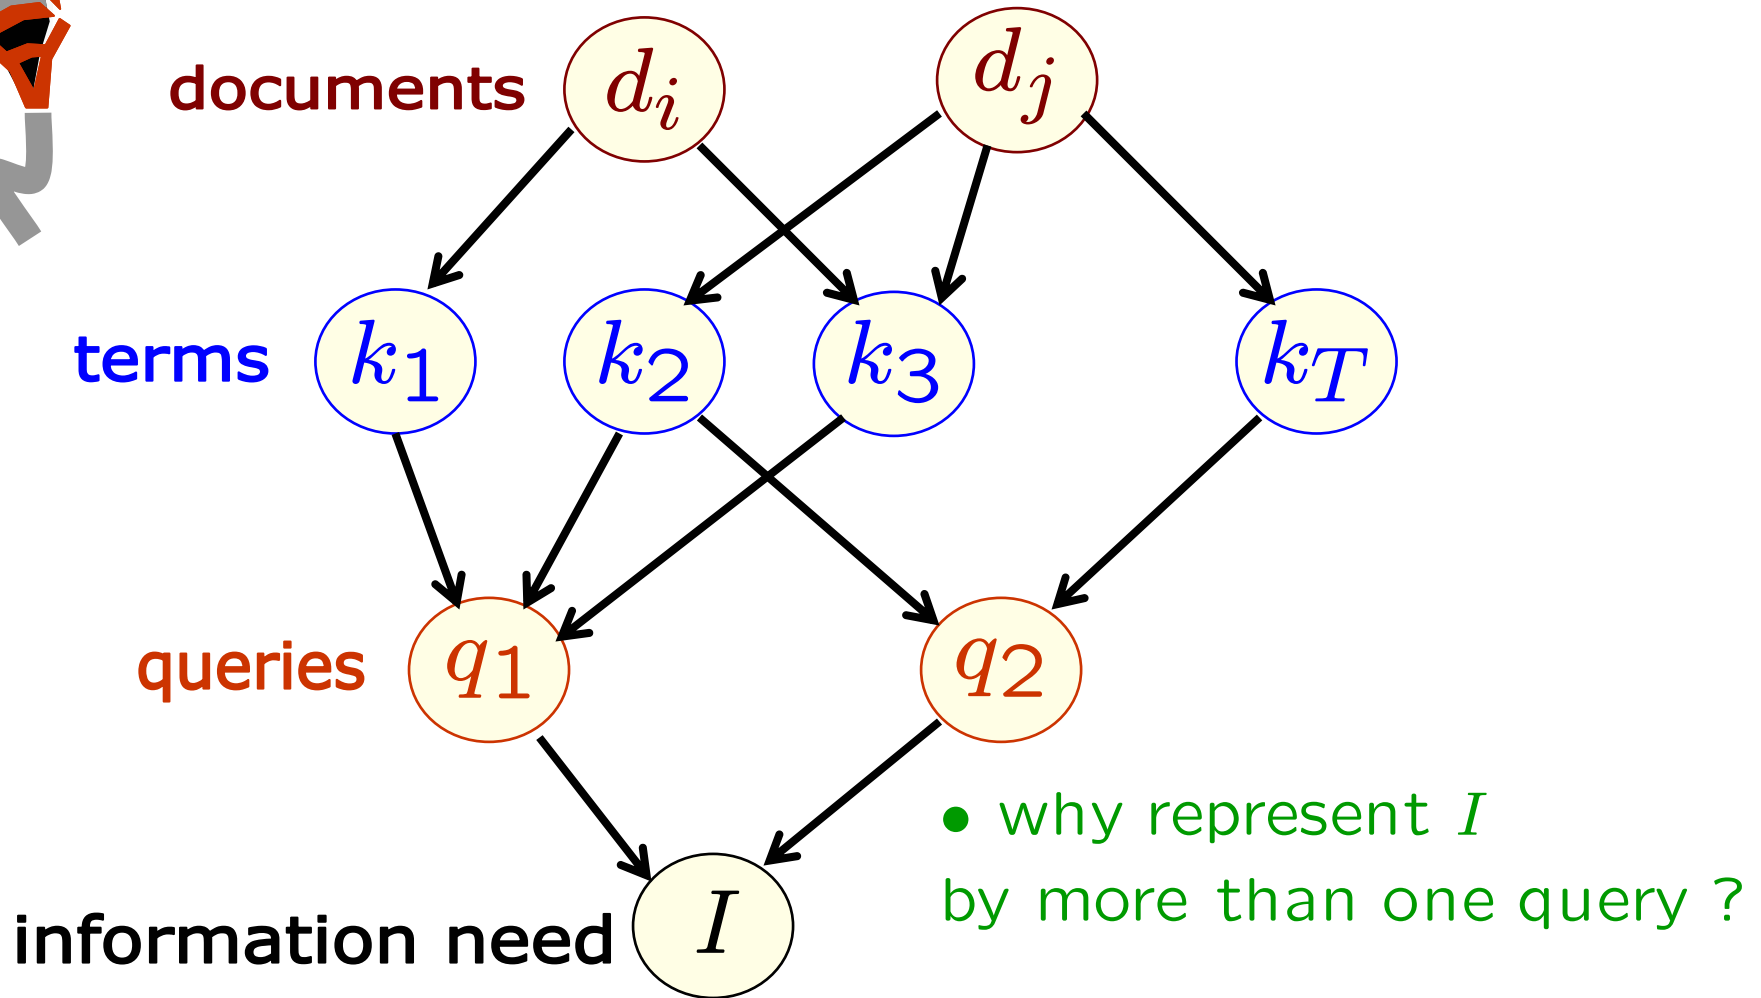 documents d_i d_j
terms k_1 k_2 k_3 k_T
queries q_1 q_2
• why represent I
by more than one query ?
information need I